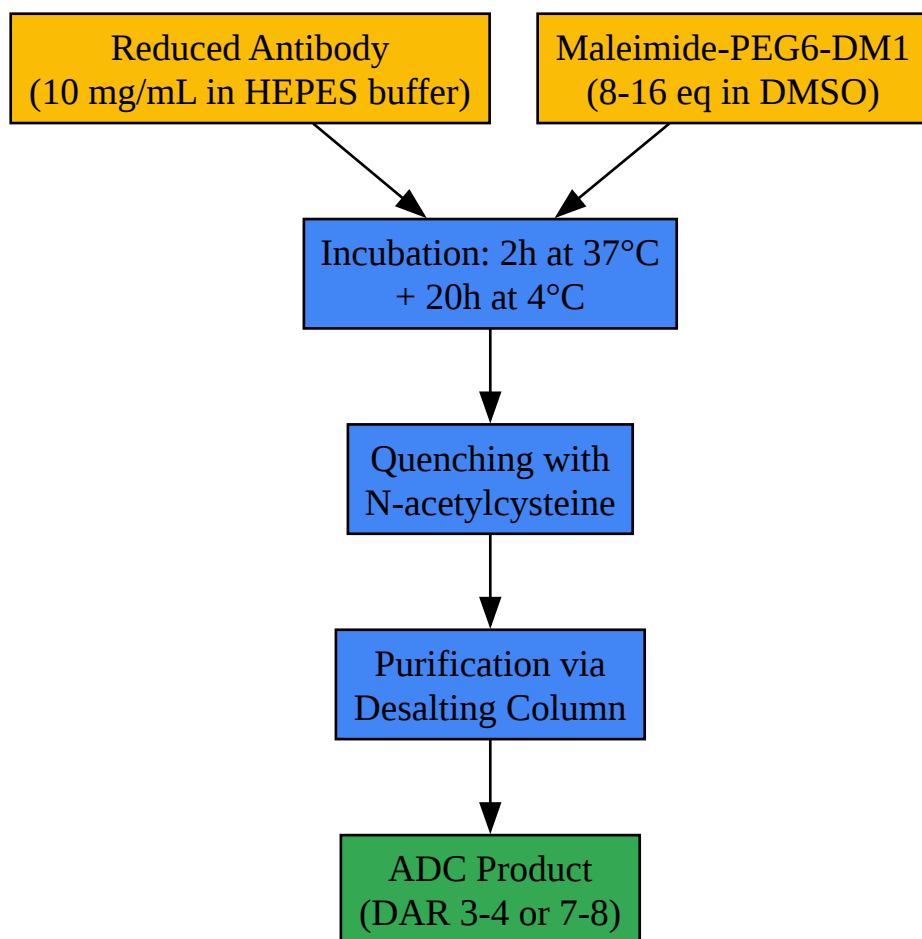 Reduced Antibody
(10 mg/mL in HEPES buffer)
Maleimide-PEG6-DM1
(8-16 eq in DMSO)
Incubation: 2h at 37°C
+ 20h at 4°C
Quenching with
N-acetylcysteine
Purification via
Desalting Column
ADC Product
(DAR 3-4 or 7-8)